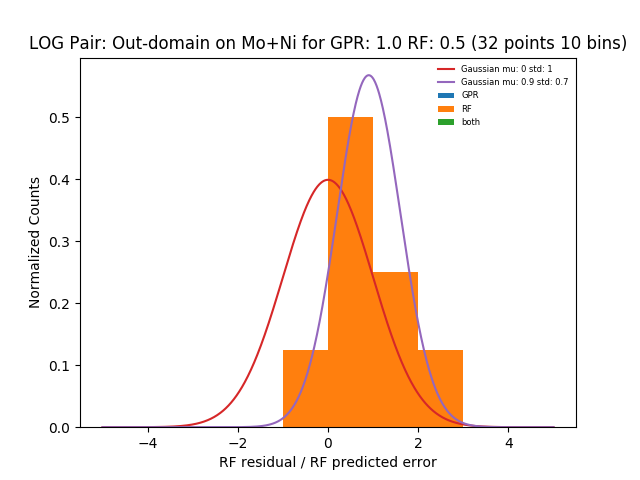 LOG Pair: Out-domain on Mo+Ni for GPR: 1.0 RF: 0.5 (32 points 10 bins)
Gaussian mu: 0 std: 1
Gaussian mu: 0.9 std: 0.7
GPR
RF
both
Normalized Counts
0.5
0.4
0.3
0.2
0.1
0.0
−4 −2 0 2 4
RF residual / RF predicted error